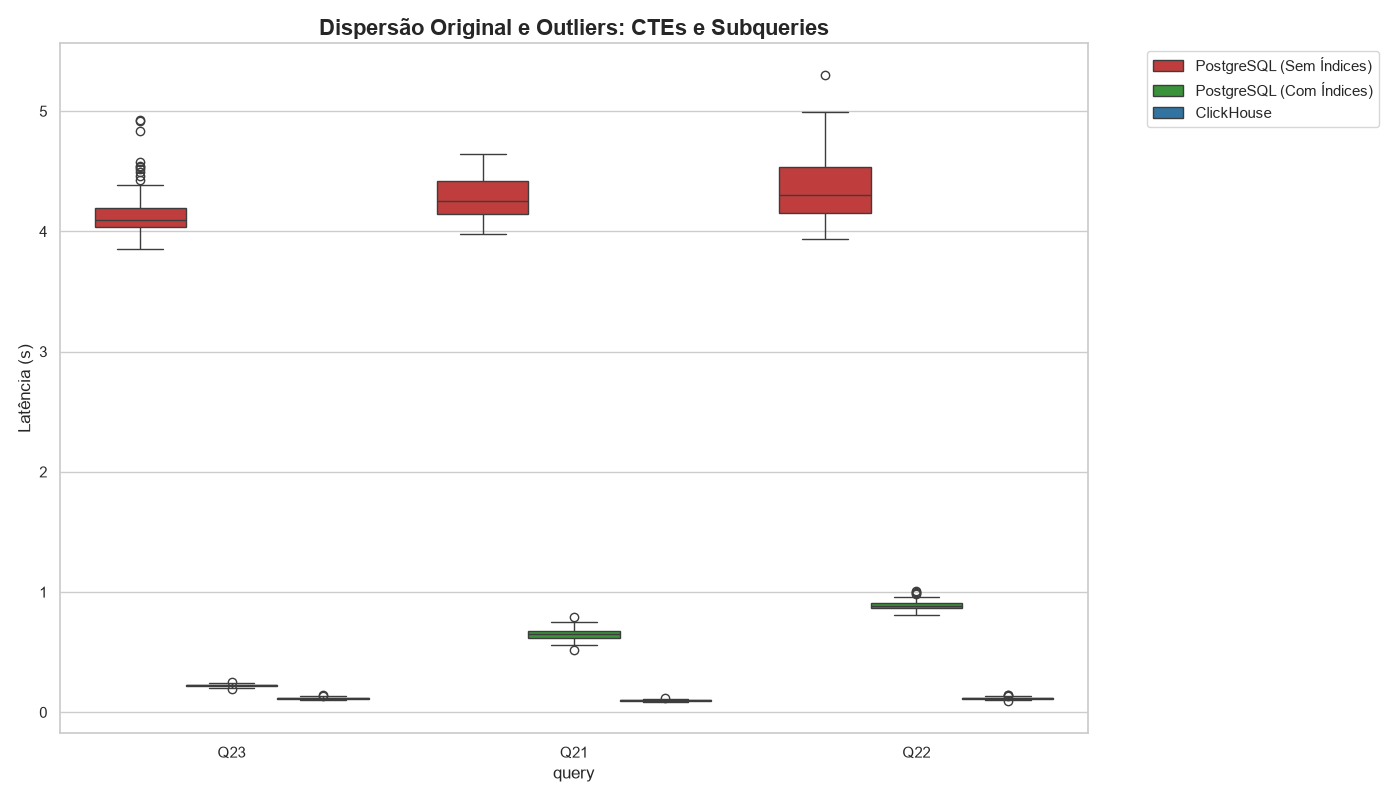 Dispersão Original e Outliers: CTEs e Subqueries
PostgreSQL (Sem Índices)
PostgreSQL (Com Índices)
ClickHouse
Latência (s)
5
4
3
2
1
0
Q23
Q21
Q22
query